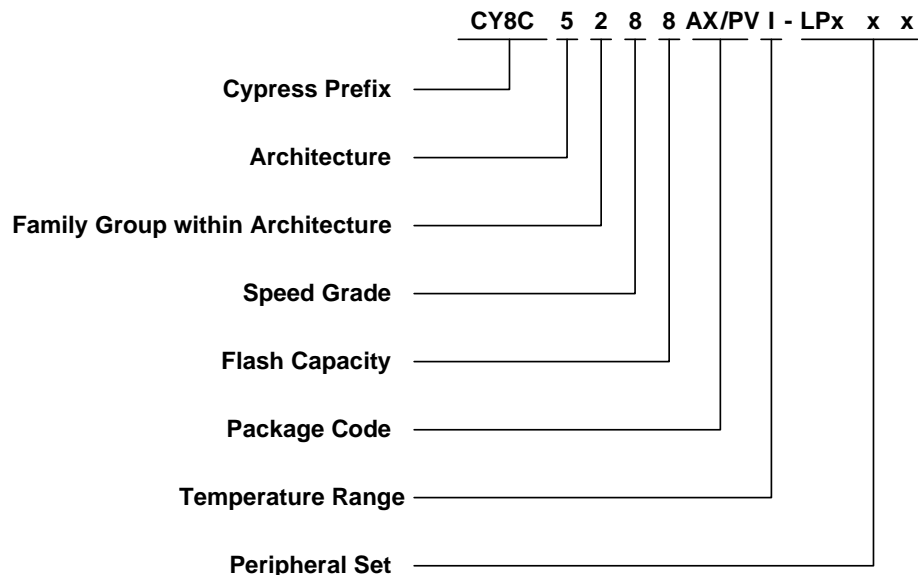 CY8C 5 2 8 8 AX/PV I - LPx x x
Cypress Prefix
Architecture
Family Group within Architecture
Speed Grade
Flash Capacity
Package Code
Temperature Range
Peripheral Set